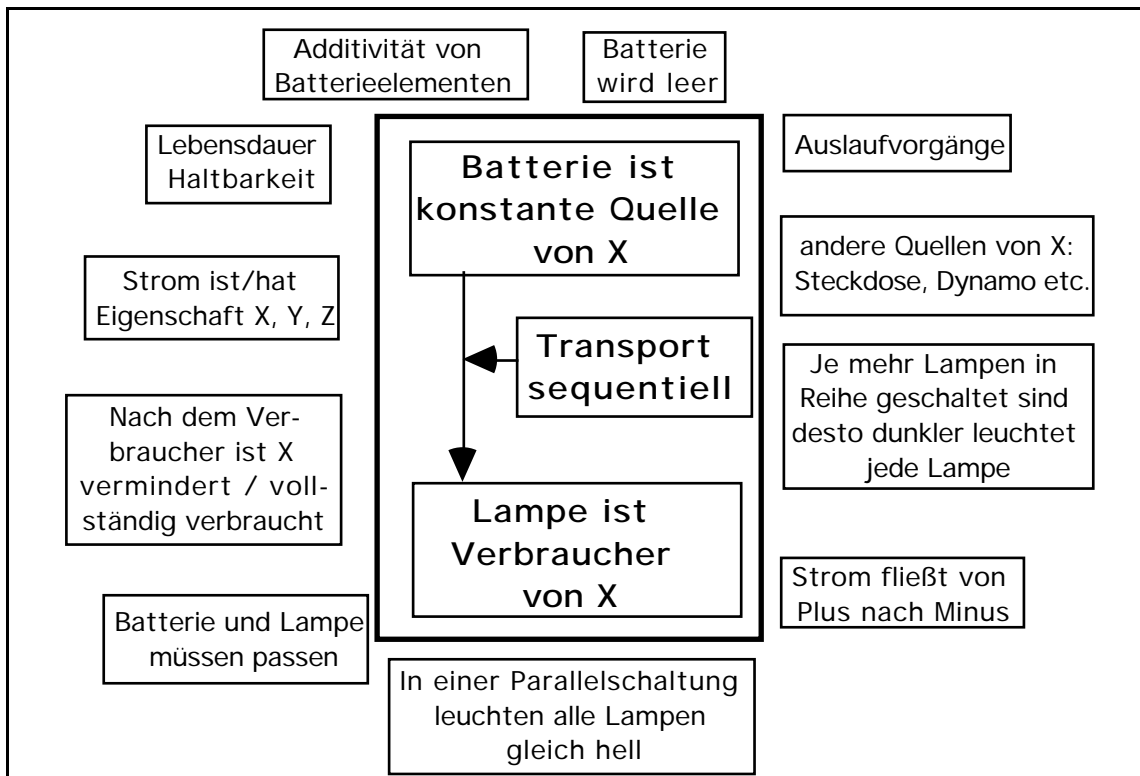 Additivität von
Batterieelementen
Batterie
wird leer
Lebensdauer
Haltbarkeit
Auslaufvorgänge
Batterie ist
konstante Quelle
von X
andere Quellen von X:
Steckdose, Dynamo etc.
Strom ist/hat
Eigenschaft X, Y, Z
Transport
sequentiell
Je mehr Lampen in
Reihe geschaltet sind
desto dunkler leuchtet
jede Lampe
Nach dem Ver-
braucher ist X
vermindert / voll-
ständig verbraucht
Lampe ist
Verbraucher
von X
Strom fließt von
Plus nach Minus
Batterie und Lampe
müssen passen
In einer Parallelschaltung
leuchten alle Lampen
gleich hell